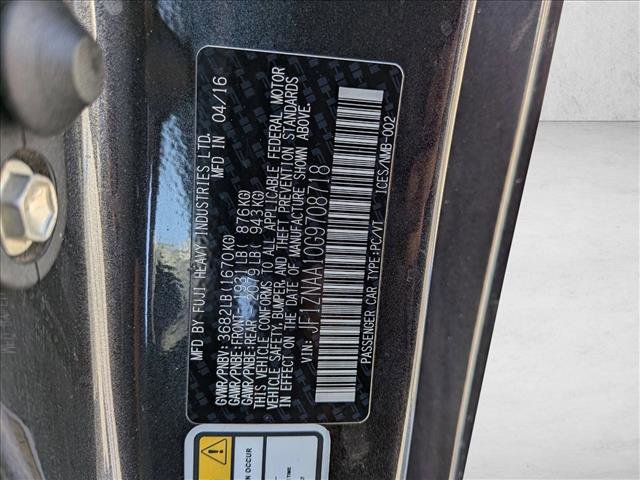 MFD BY FUJI HEAVY INDUSTRIES LTD.
MFD IN 04/16
GVWR/PNBV: 3682LB(1670KG)
GAWR/PNBE:FRONT 1931LB( 876KG)
GAWR/PNBE:REAR 2079LB( 943KG)
THIS VEHICLE CONFORMS TO ALL APPLICABLE FEDERAL MOTOR
VEHICLE SAFETY, BUMPER, AND THEFT PREVENTION STANDARDS
IN EFFECT ON THE DATE OF MANUFACTURE SHOWN ABOVE.
VIN: JF1ZNAA10G9708718
PASSENGER CAR TYPE:PC/VT ICES/NMB-002
N OCCUR